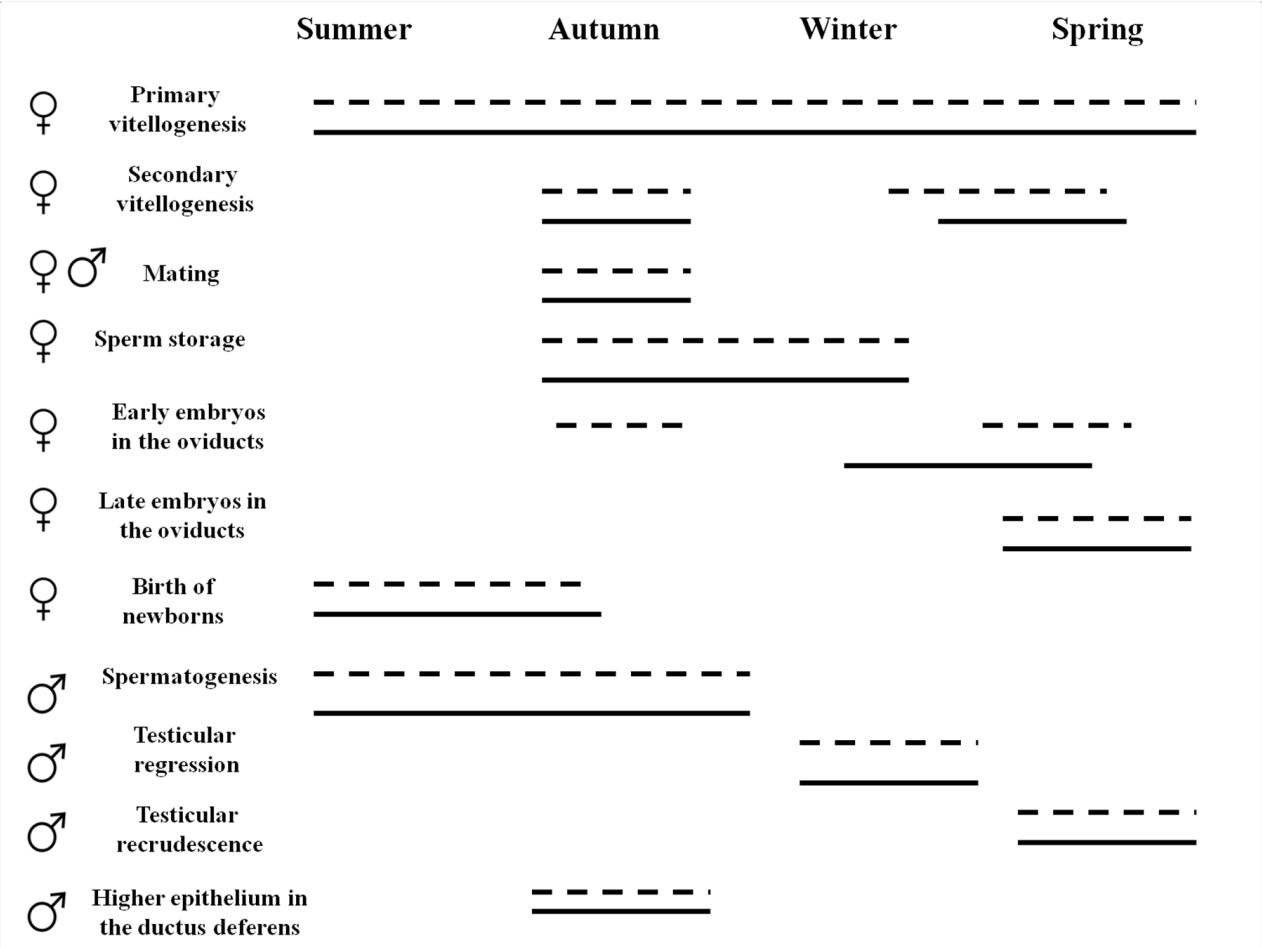 Summer Autumn Winter Spring
Primary
vitellogenesis
Secondary
vitellogenesis
Mating
Sperm storage
Early embryos
in the oviducts
Late embryos in
the oviducts
Birth of
newborns
Spermatogenesis
Testicular
regression
Testicular
recrudescence
Higher epithelium in
the ductus deferens